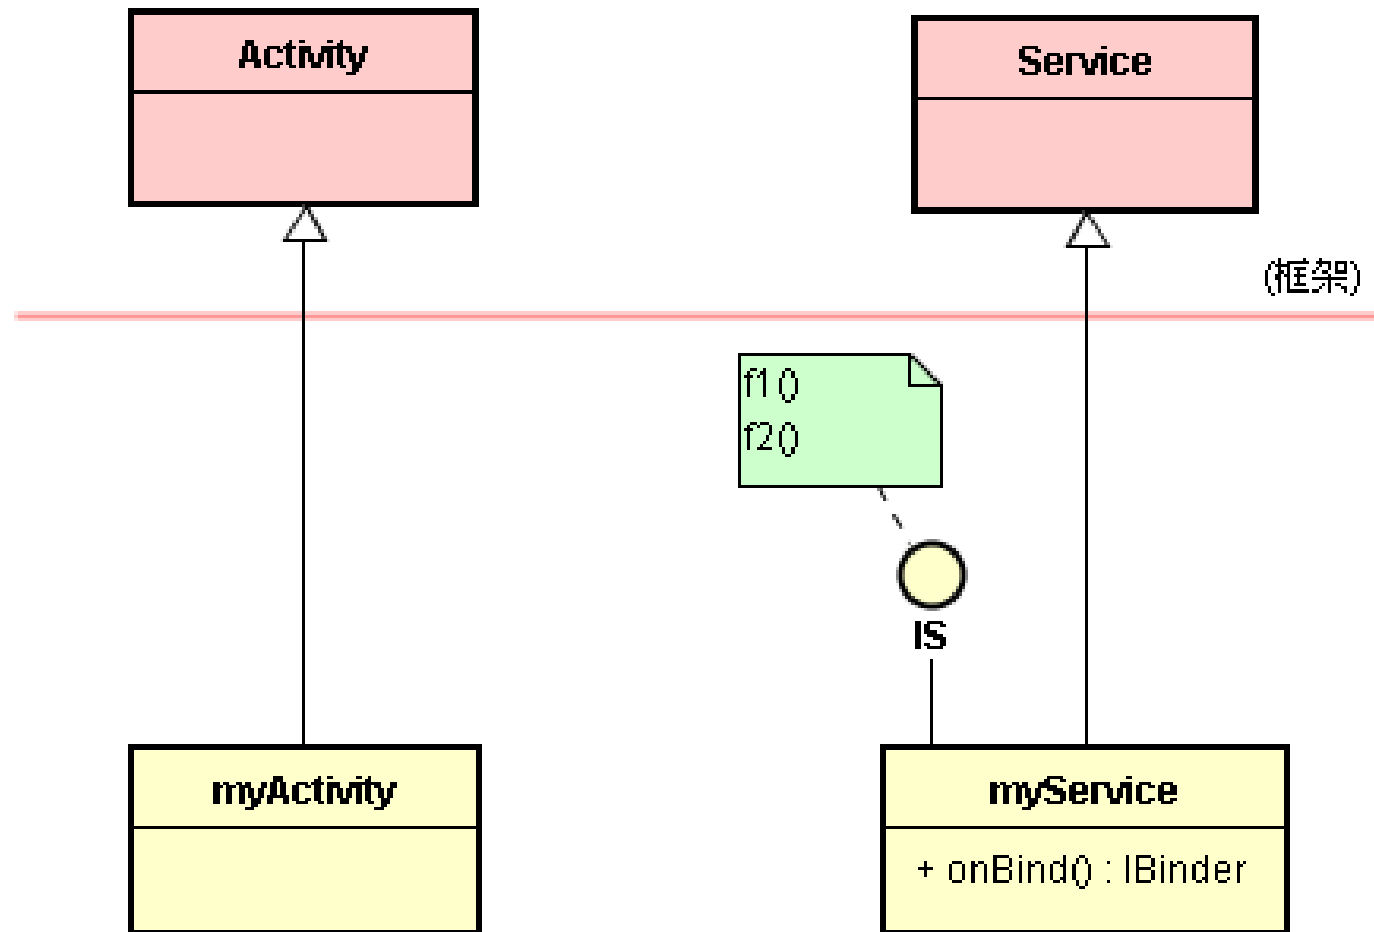 Activity
Service
(框架)
f1()
f2()
IS
myActivity
myService
+ onBind() : IBinder